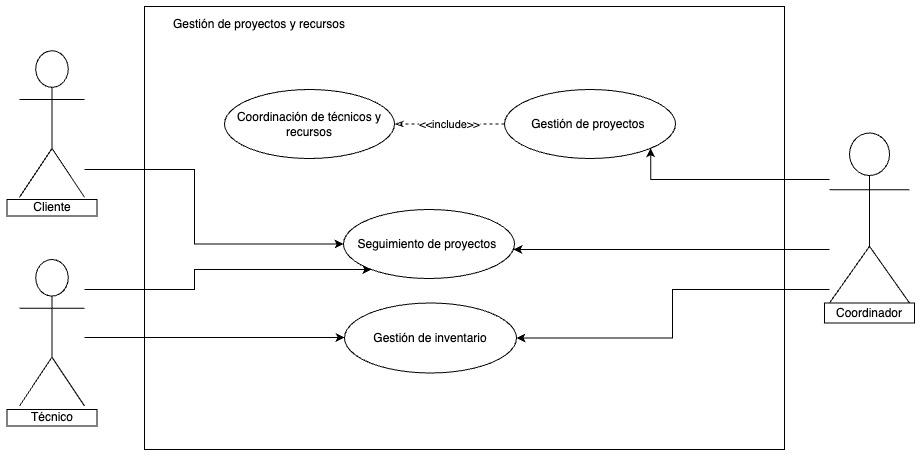 Gestión de proyectos y recursos
Coordinación de técnicos y
recursos
<<include>>
Gestión de proyectos
Cliente
Seguimiento de proyectos
Coordinador
Gestión de inventario
Técnico